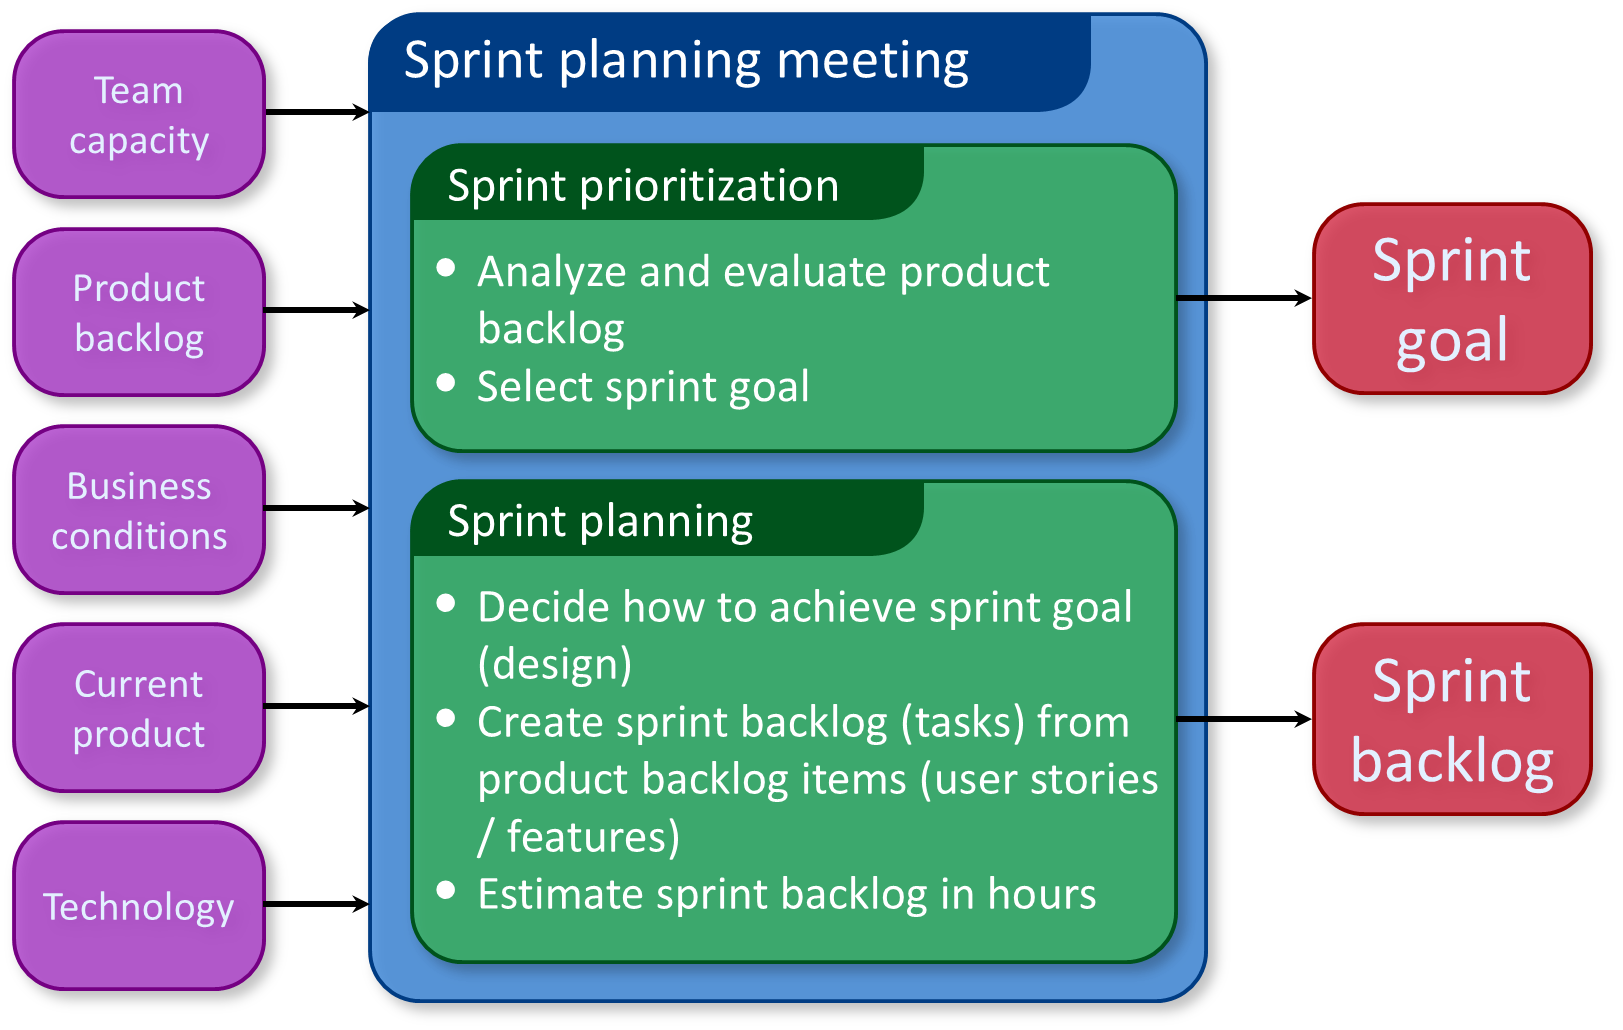 Team
capacity
Product
backlog
Business
conditions
Current
product
Technology
Sprint planning meeting
Sprint prioritization
• Analyze and evaluate product
backlog
• Select sprint goal
Sprint planning
• Decide how to achieve sprint goal
(design)
• Create sprint backlog (tasks) from
product backlog items (user stories
/ features)
• Estimate sprint backlog in hours
Sprint
goal
Sprint
backlog